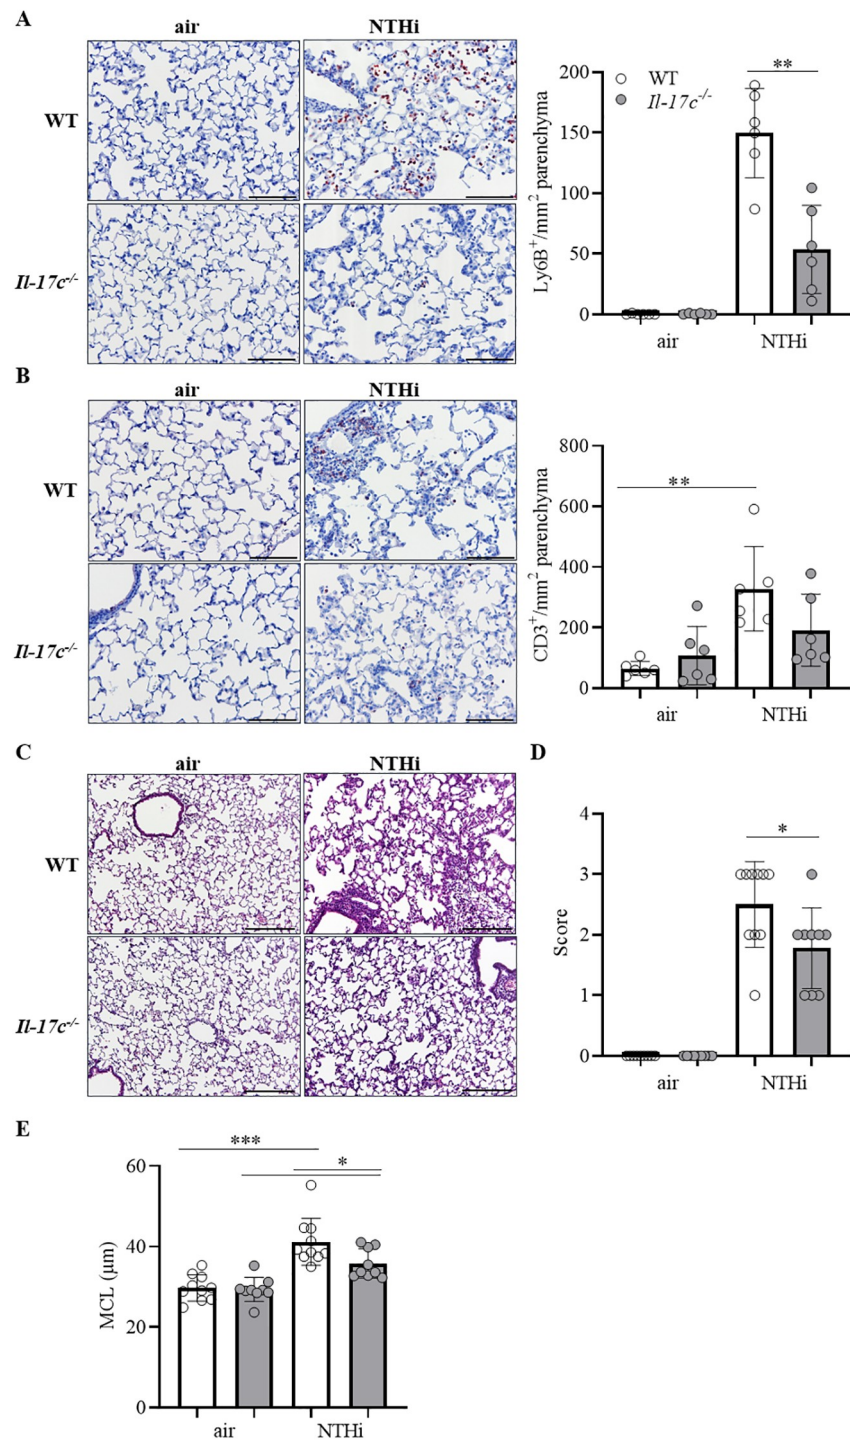 A
air NTHi
WT
Il-17c-/-
Ly6B+/mm2 parenchyma
200
150
100
50
0
WT
Il-17c-/-
**
air NTHi
B
air NTHi
WT
Il-17c-/-
CD3+/mm2 parenchyma
800
600
400
200
0
**
air NTHi
C
air NTHi
WT
Il-17c-/-
D
Score
4
3
2
1
0
*
air NTHi
E
MCL (µm)
60
40
20
0
***
*
air NTHi